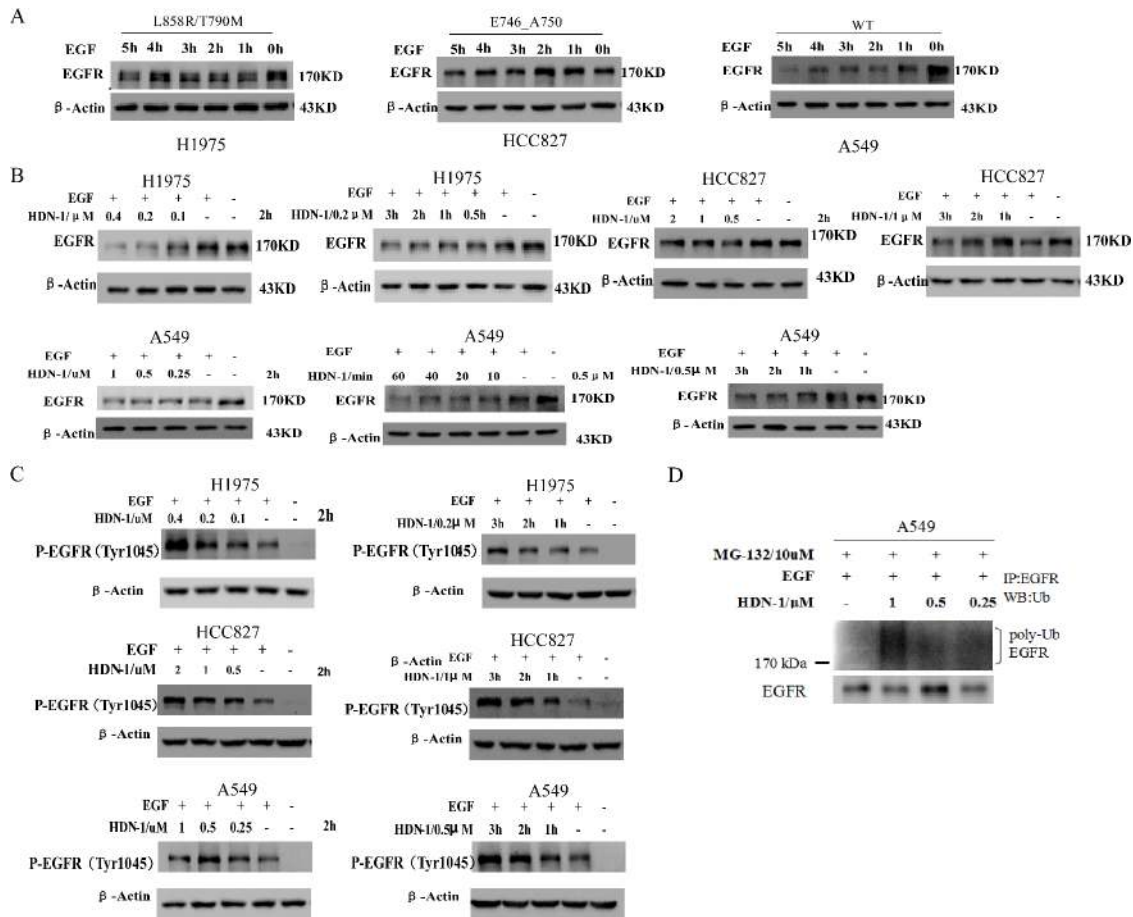 A
L858R/T790M
EGF 5h 4h 3h 2h 1h 0h
EGFR 170KD
β-Actin 43KD
H1975
E746_A750
EGF 5h 4h 3h 2h 1h 0h
EGFR 170KD
β-Actin 43KD
HCC827
WT
EGF 5h 4h 3h 2h 1h 0h
EGFR 170KD
β-Actin 43KD
A549
B
H1975
EGF + + + + -
HDN-1/μM 0.4 0.2 0.1 - - 2h
EGFR 170KD
β-Actin 43KD
H1975
EGF + + + + + -
HDN-1/0.2μM 3h 2h 1h 0.5h - -
EGFR 170KD
β-Actin 43KD
HCC827
EGF + + + + -
HDN-1/uM 2 1 0.5 - - 2h
EGFR 170KD
β-Actin 43KD
HCC827
EGF + + + + -
HDN-1/1μM 3h 2h 1h - -
EGFR 170KD
β-Actin 43KD
A549
EGF + + + + -
HDN-1/uM 1 0.5 0.25 - - 2h
EGFR 170KD
β-Actin 43KD
A549
EGF + + + + + -
HDN-1/min 60 40 20 10 - - 0.5μM
EGFR 170KD
β-Actin 43KD
A549
EGF + + + + -
HDN-1/0.5μM 3h 2h 1h - -
EGFR 170KD
β-Actin 43KD
C
H1975
EGF + + + + -
HDN-1/uM 0.4 0.2 0.1 - - 2h
P-EGFR(Tyr1045)
β-Actin
H1975
EGF + + + + -
HDN-1/0.2μM 3h 2h 1h - -
P-EGFR(Tyr1045)
β-Actin
HCC827
EGF + + + + -
HDN-1/uM 2 1 0.5 - - 2h
P-EGFR(Tyr1045)
β-Actin
HCC827
β-Actin EGF + + + + -
HDN-1/1μM 3h 2h 1h - -
P-EGFR(Tyr1045)
β-Actin
A549
EGF + + + + -
HDN-1/uM 1 0.5 0.25 - - 2h
P-EGFR(Tyr1045)
β-Actin
A549
EGF + + + + -
HDN-1/0.5μM 3h 2h 1h - -
P-EGFR(Tyr1045)
β-Actin
D
A549
MG-132/10uM + + + +
EGF + + + + IP:EGFR
HDN-1/μM - 1 0.5 0.25 WB:Ub
poly-Ub
EGFR
170 kDa
EGFR